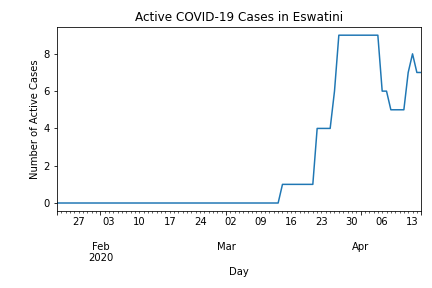 Active COVID-19 Cases in Eswatini
Number of Active Cases
8
6
4
2
0
27 03 10 17 24 02 09 16 23 30 06 13
Feb Mar Apr
2020
Day